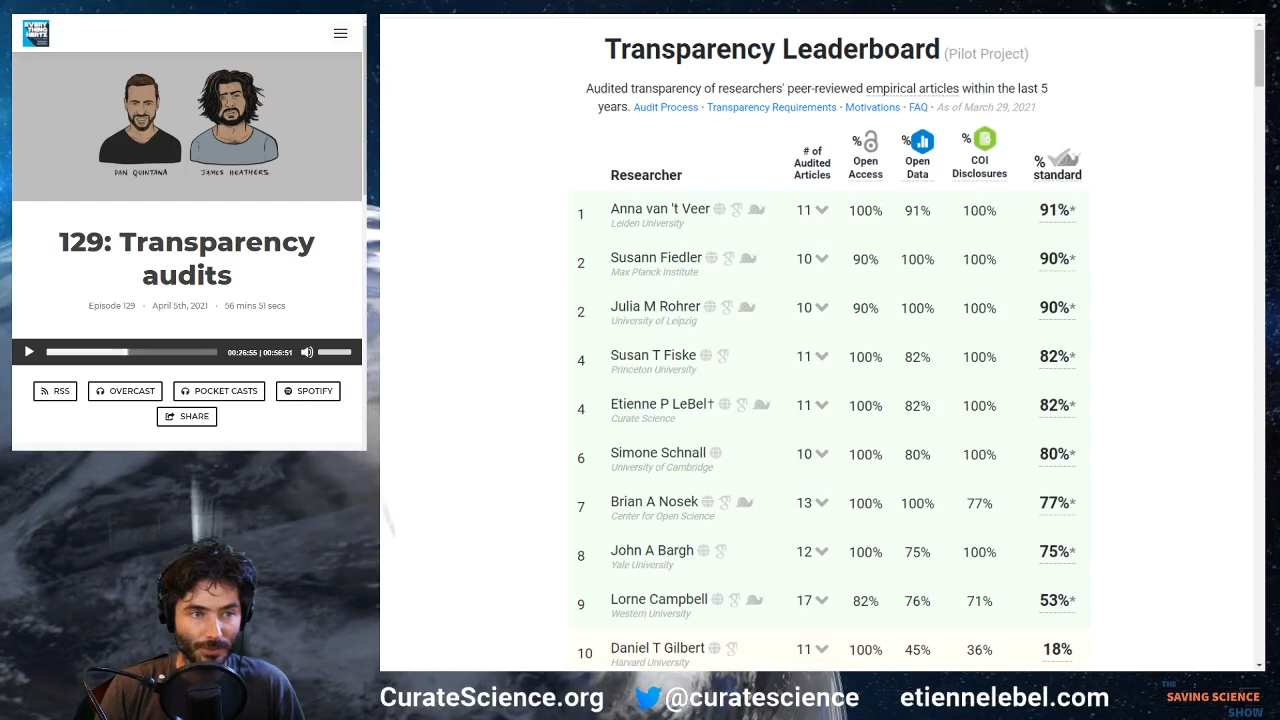 EVERY
THING
HERTZ
DAN QUINTANA
JAMES HEATHERS
129: Transparency
audits
Episode 129 · April 5th, 2021 · 56 mins 51 secs
00:26:55 | 00:56:51
RSS
OVERCAST
POCKET CASTS
SPOTIFY
SHARE
Transparency Leaderboard (Pilot Project)
Audited transparency of researchers' peer-reviewed empirical articles within the last 5
years. Audit Process · Transparency Requirements · Motivations · FAQ · As of March 29, 2021
Researcher
# of
Audited
Articles
%
Open
Access
%
Open
Data
%
COI
Disclosures
%
standard
1 Anna van 't Veer 11 100% 91% 100% 91%*
Leiden University
2 Susann Fiedler 10 90% 100% 100% 90%*
Max Planck Institute
2 Julia M Rohrer 10 90% 100% 100% 90%*
University of Leipzig
4 Susan T Fiske 11 100% 82% 100% 82%*
Princeton University
4 Etienne P LeBel† 11 100% 82% 100% 82%*
Curate Science
6 Simone Schnall 10 100% 80% 100% 80%*
University of Cambridge
7 Brian A Nosek 13 100% 100% 77% 77%*
Center for Open Science
8 John A Bargh 12 100% 75% 100% 75%*
Yale University
9 Lorne Campbell 17 82% 76% 71% 53%*
Western University
10 Daniel T Gilbert 11 100% 45% 36% 18%
Harvard University
CurateScience.org @curatescience etiennelebel.com
THE
SAVING SCIENCE
SHOW